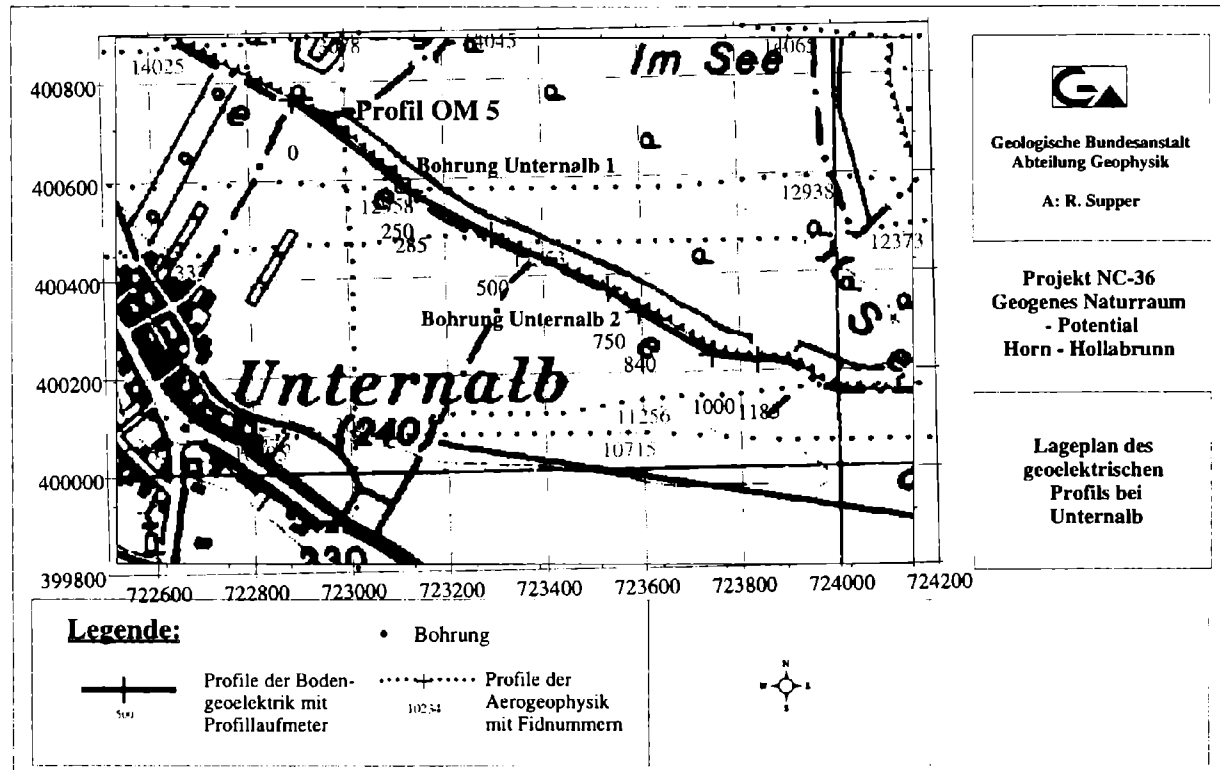 14025
14045
14065
Im See
400800
Profil OM 5
0
Bohrung Unternalb 1
400600
12938
12958
250
285
12373
400400
500
Bohrung Unternalb 2
750
840
S
400200
Unternalb
(240)
11256
1000
1185
10715
400000
330
399800
722600
722800
723000
723200
723400
723600
723800
724000
724200
GA
Geologische Bundesanstalt
Abteilung Geophysik
A: R. Supper
Projekt NC-36
Geogenes Naturraum
- Potential
Horn - Hollabrunn
Lageplan des
geoelektrischen
Profils bei
Unternalb
Legende:
Bohrung
Profile der Boden-
geoelektrik mit
Profillaufmeter
500
Profile der
Aerogeophysik
mit Fidnummern
10234
N
W
E
S